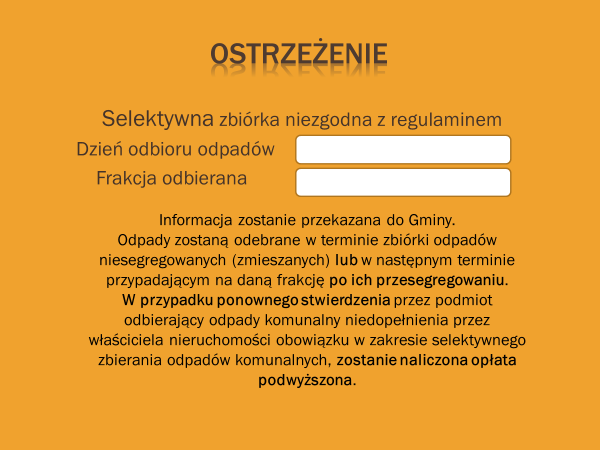 OSTRZEŻENIE
Selektywna zbiórka niezgodna z regulaminem
Dzień odbioru odpadów
Frakcja odbierana
Informacja zostanie przekazana do Gminy.
Odpady zostaną odebrane w terminie zbiórki odpadów
niesegregowanych (zmieszanych) lub w następnym terminie
przypadającym na daną frakcję po ich przesegregowaniu.
W przypadku ponownego stwierdzenia przez podmiot
odbierający odpady komunalny niedopełnienia przez
właściciela nieruchomości obowiązku w zakresie selektywnego
zbierania odpadów komunalnych, zostanie naliczona opłata
podwyższona.